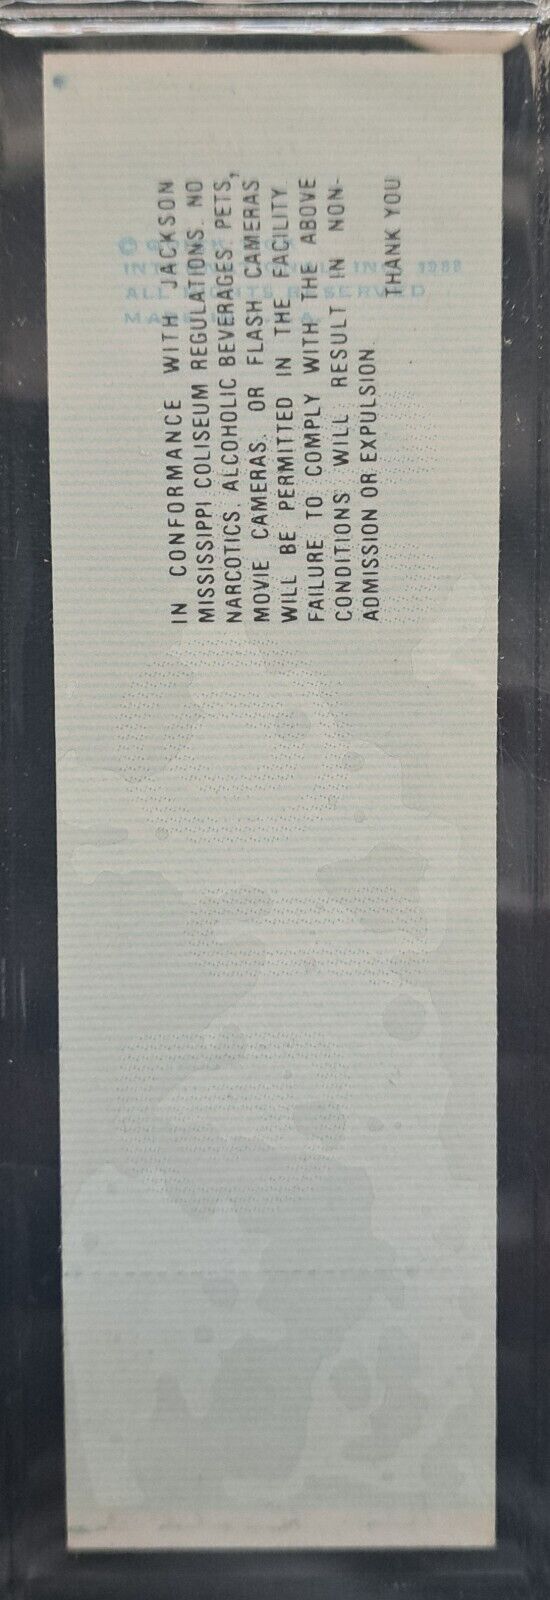 IN CONFORMANCE WITH JACKSON
MISSISSIPPI COLISEUM REGULATIONS. NO
NARCOTICS, ALCOHOLIC BEVERAGES, PETS,
MOVIE CAMERAS, OR FLASH CAMERAS
WILL BE PERMITTED IN THE FACILITY.
FAILURE TO COMPLY WITH THE ABOVE
CONDITIONS WILL RESULT IN NON-
ADMISSION OR EXPULSION.
THANK YOU
©
INC. 1988
ALL RIGHTS RESERVED